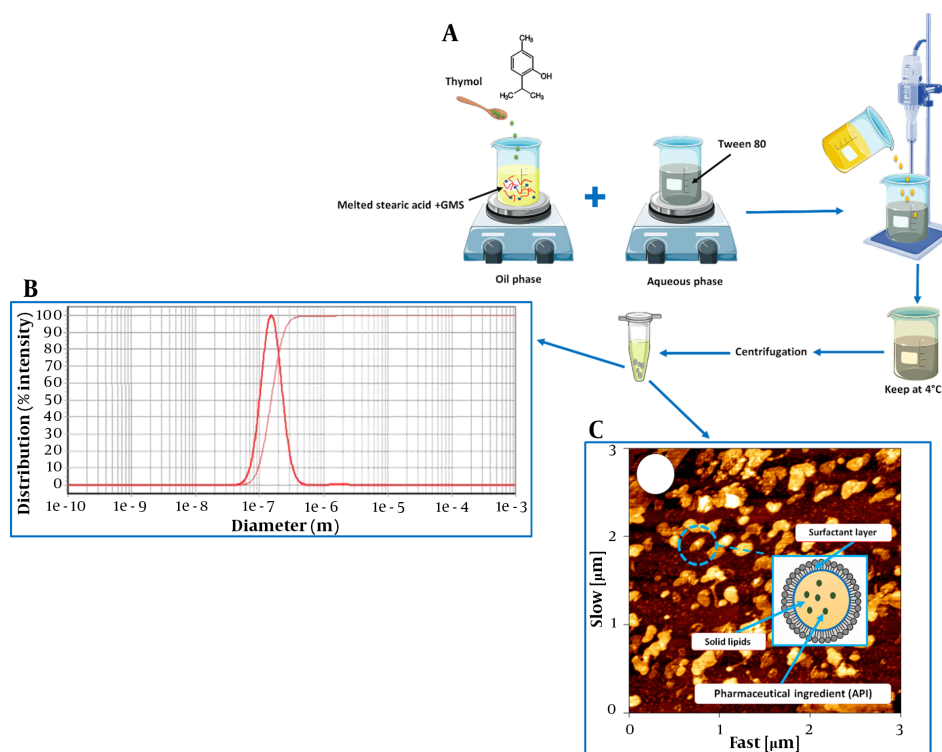 A
CH₃
OH
H₃C
CH₃
Thymol
Tween 80
Melted stearic acid +GMS
Oil phase
Aqueous phase
Keep at 4°C
Centrifugation
B
Distribution (% intensity)
100
90
80
70
60
50
40
30
20
10
0
1e-10
1e-9
1e-8
1e-7
1e-6
1e-5
1e-4
1e-3
Diameter (m)
C
Slow [µm]
3
2
1
0
Surfactant layer
Solid lipids
Pharmaceutical ingredient (API)
0
1
2
3
Fast [µm]